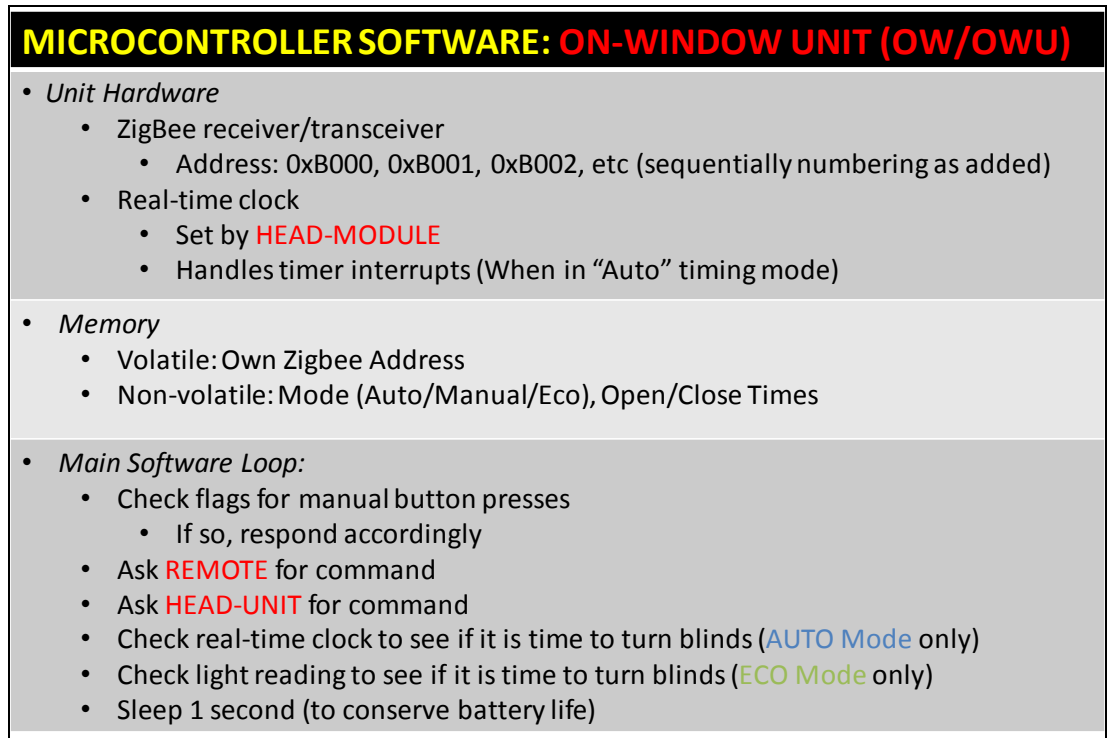 MICROCONTROLLER SOFTWARE: ON-WINDOW UNIT (OW/OWU)
• Unit Hardware
• ZigBee receiver/transceiver
• Address: 0xB000, 0xB001, 0xB002, etc (sequentially numbering as added)
• Real-time clock
• Set by HEAD-MODULE
• Handles timer interrupts (When in “Auto” timing mode)
• Memory
• Volatile: Own Zigbee Address
• Non-volatile: Mode (Auto/Manual/Eco), Open/Close Times
• Main Software Loop:
• Check flags for manual button presses
• If so, respond accordingly
• Ask REMOTE for command
• Ask HEAD-UNIT for command
• Check real-time clock to see if it is time to turn blinds (AUTO Mode only)
• Check light reading to see if it is time to turn blinds (ECO Mode only)
• Sleep 1 second (to conserve battery life)